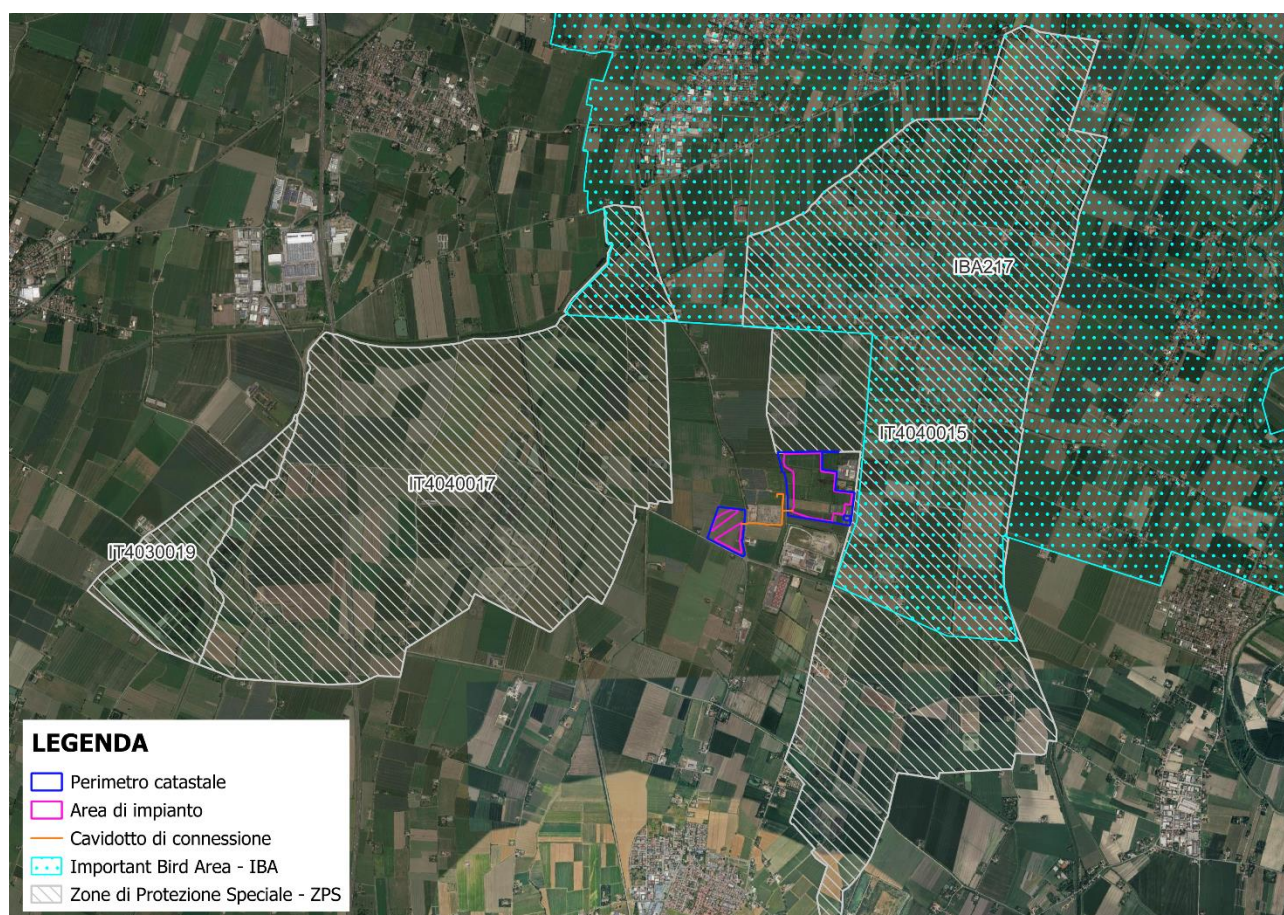 IBA217
IT4040015
IT4040017
IT4030019
LEGENDA
Perimetro catastale
Area di impianto
Cavidotto di connessione
Important Bird Area - IBA
Zone di Protezione Speciale - ZPS